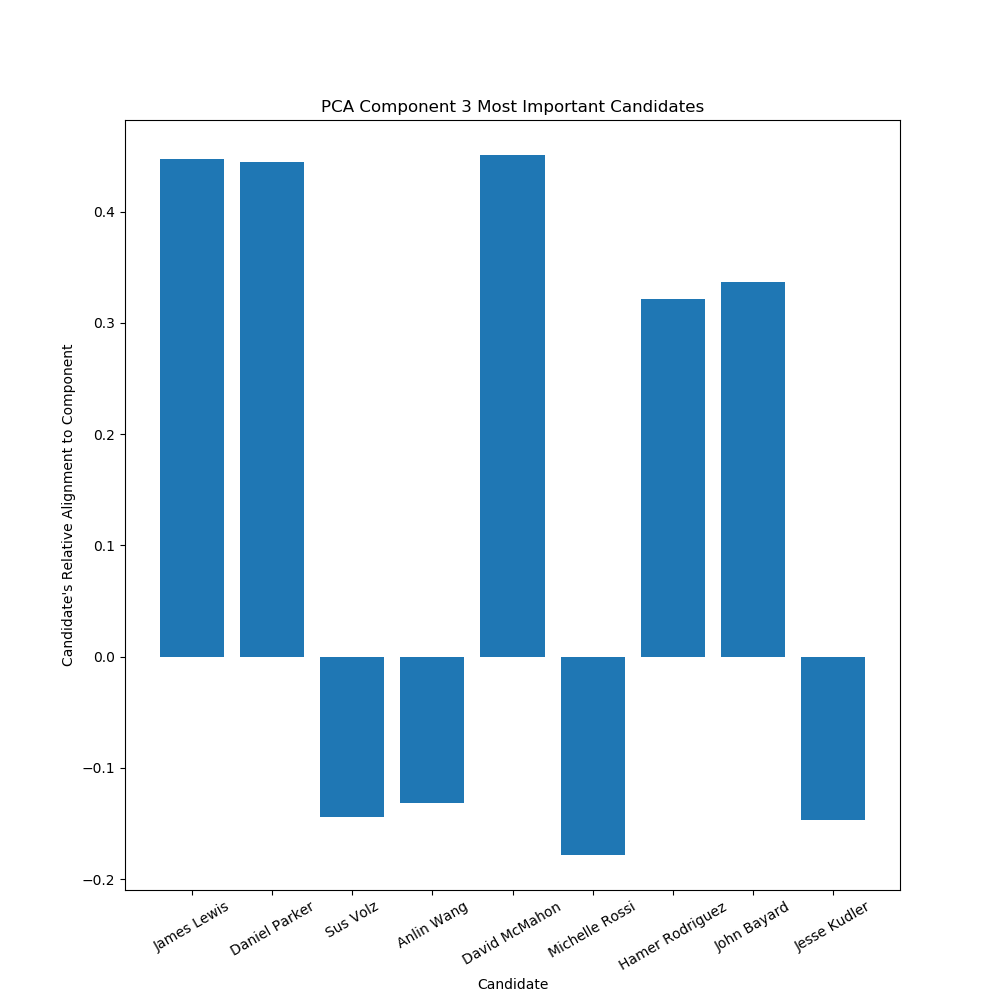 PCA Component 3 Most Important Candidates
Candidate's Relative Alignment to Component
0.4
0.3
0.2
0.1
0.0
−0.1
−0.2
James Lewis
Daniel Parker
Sus Volz
Anlin Wang
David McMahon
Michelle Rossi
Hamer Rodriguez
John Bayard
Jesse Kudler
Candidate